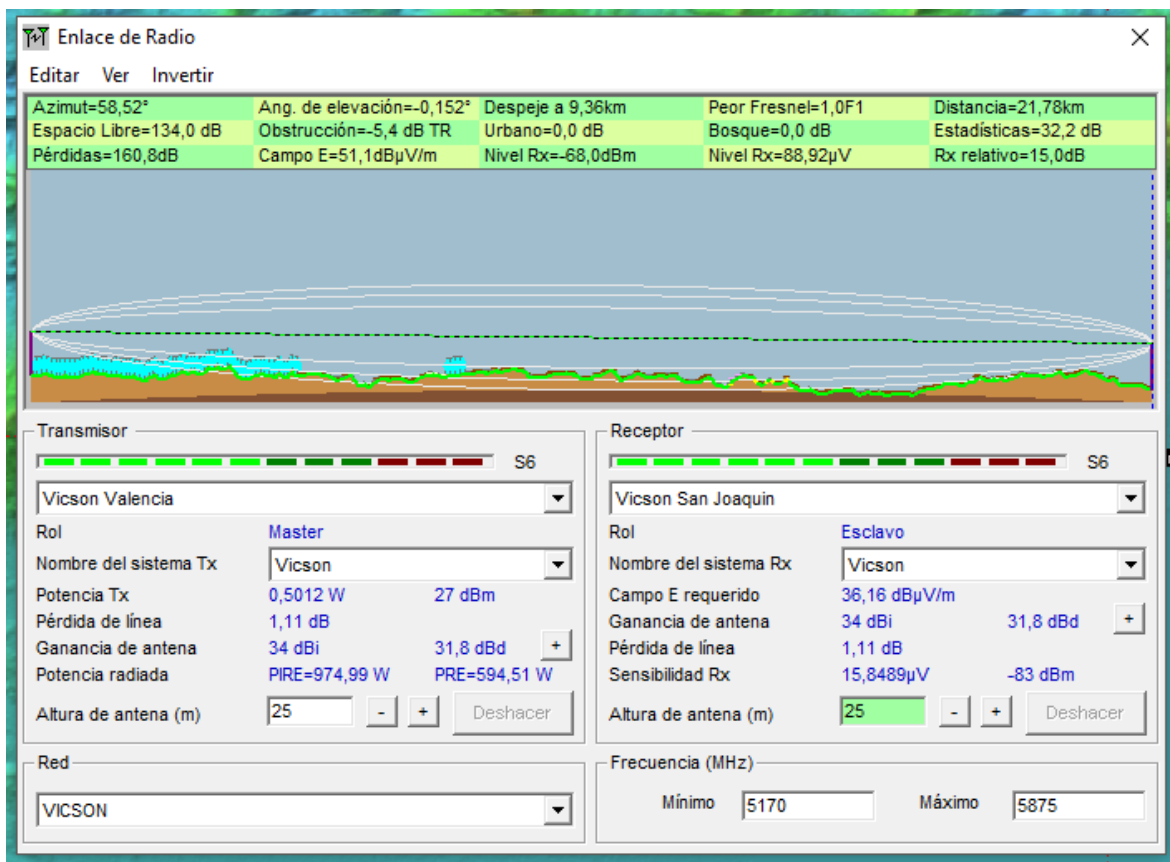 Enlace de Radio
Editar Ver Invertir
Azimut=58,52° Ang. de elevación=-0,152° Despeje a 9,36km Peor Fresnel=1,0F1 Distancia=21,78km
Espacio Libre=134,0 dB Obstrucción=-5,4 dB TR Urbano=0,0 dB Bosque=0,0 dB Estadísticas=32,2 dB
Pérdidas=160,8dB Campo E=51,1dBµV/m Nivel Rx=-68,0dBm Nivel Rx=88,92µV Rx relativo=15,0dB
Transmisor
S6
Vicson Valencia
Rol Master
Nombre del sistema Tx Vicson
Potencia Tx 0,5012 W 27 dBm
Pérdida de línea 1,11 dB
Ganancia de antena 34 dBi 31,8 dBd +
Potencia radiada PIRE=974,99 W PRE=594,51 W
Altura de antena (m) 25 - + Deshacer
Receptor
S6
Vicson San Joaquin
Rol Esclavo
Nombre del sistema Rx Vicson
Campo E requerido 36,16 dBµV/m
Ganancia de antena 34 dBi 31,8 dBd +
Pérdida de línea 1,11 dB
Sensibilidad Rx 15,8489µV -83 dBm
Altura de antena (m) 25 - + Deshacer
Red
VICSON
Frecuencia (MHz)
Mínimo 5170 Máximo 5875